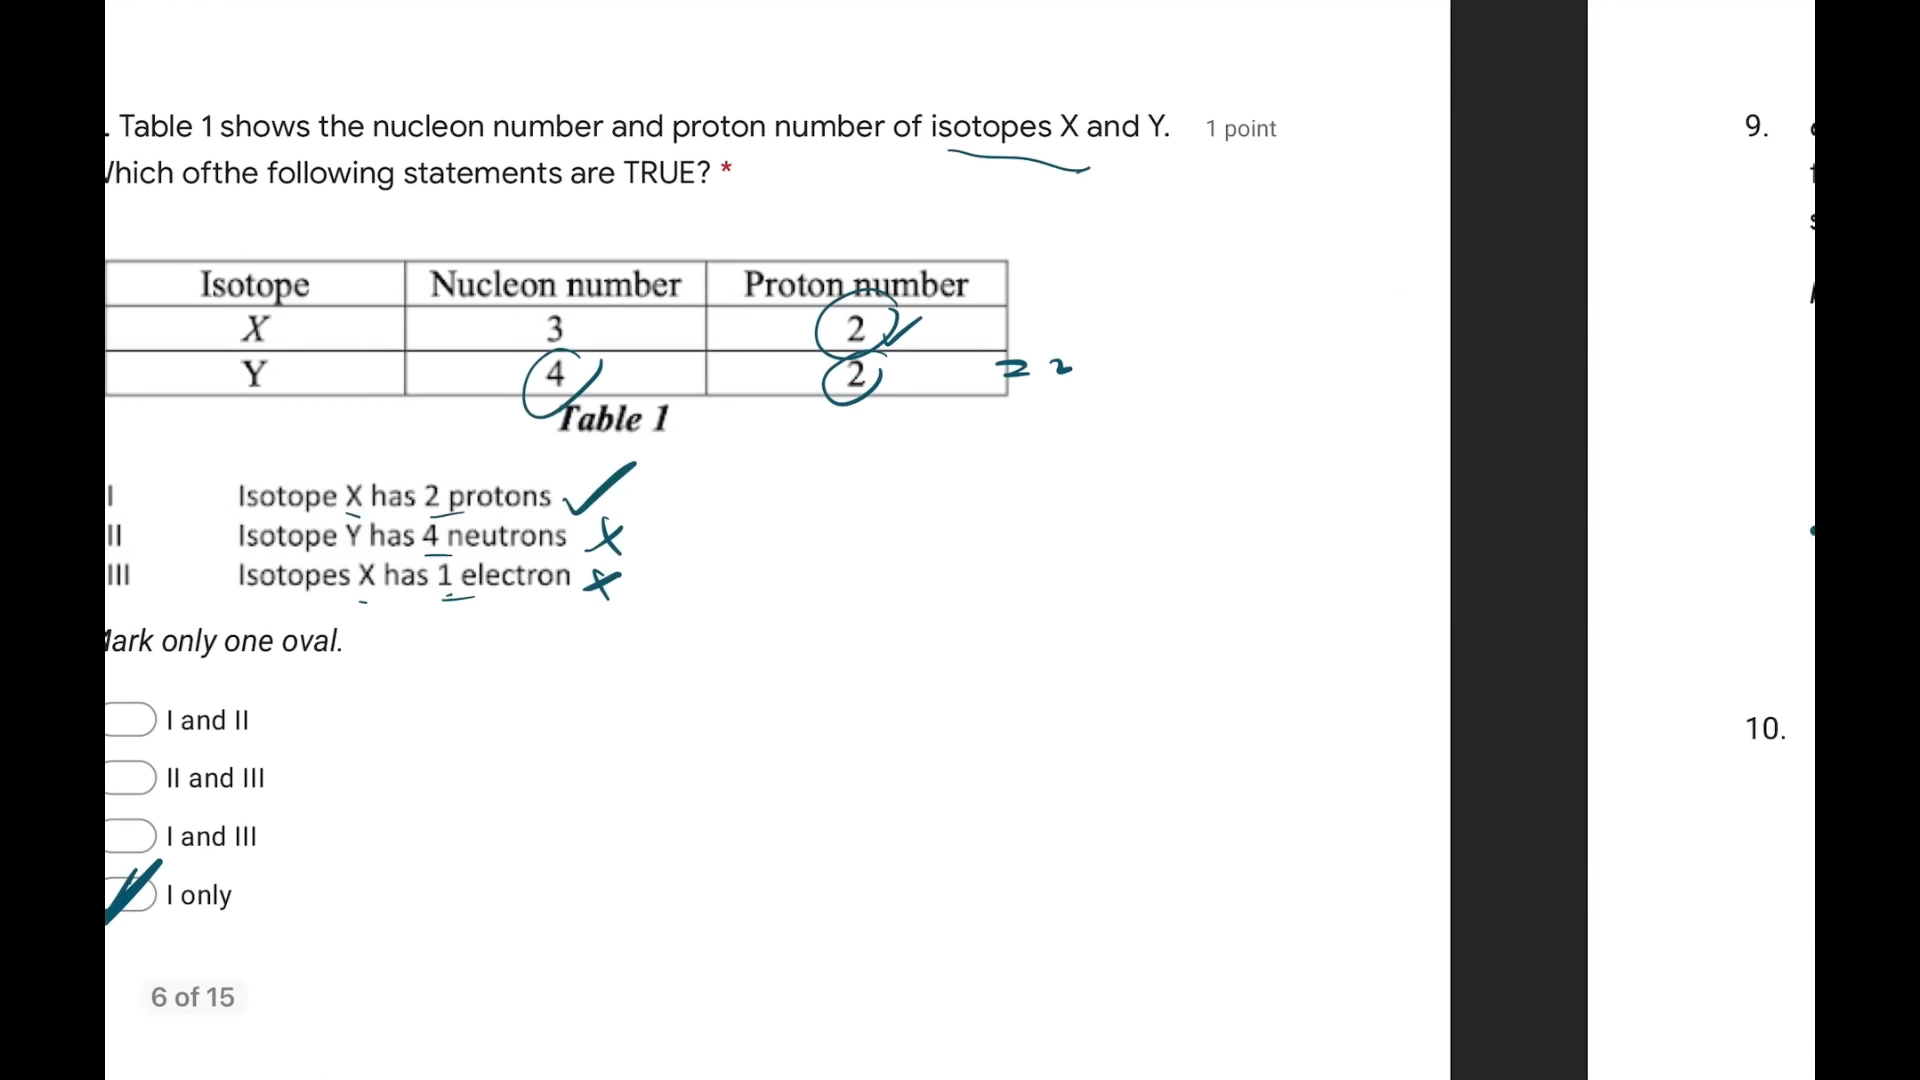 . Table 1 shows the nucleon number and proton number of isotopes X and Y. 1 point
hich ofthe following statements are TRUE? *
Isotope Nucleon number Proton number
X 3 2
Y 4 2
= 2
Table 1
I Isotope X has 2 protons
II Isotope Y has 4 neutrons
III Isotopes X has 1 electron
ark only one oval.
I and II
II and III
I and III
I only
6 of 15
9.
10.